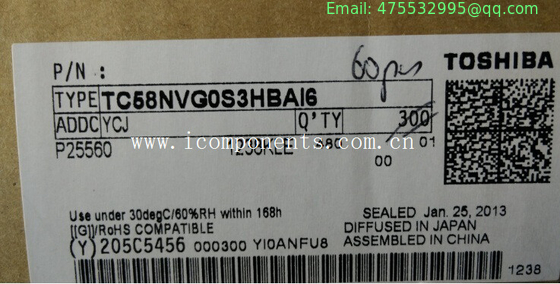 Email: 475532995@qq.com
60pcs
P/N :
TOSHIBA
TYPE TC58NVG0S3HBAI6
ADDC YCJ Q'TY 300
P25560 01
00
www.icomponents.com.cn
Use under 30degC/60%RH within 168h
[[G]]/RoHS COMPATIBLE
(Y) 205C5456 000300 YI0ANFU8
SEALED Jan. 25, 2013
DIFFUSED IN JAPAN
ASSEMBLED IN CHINA
1238